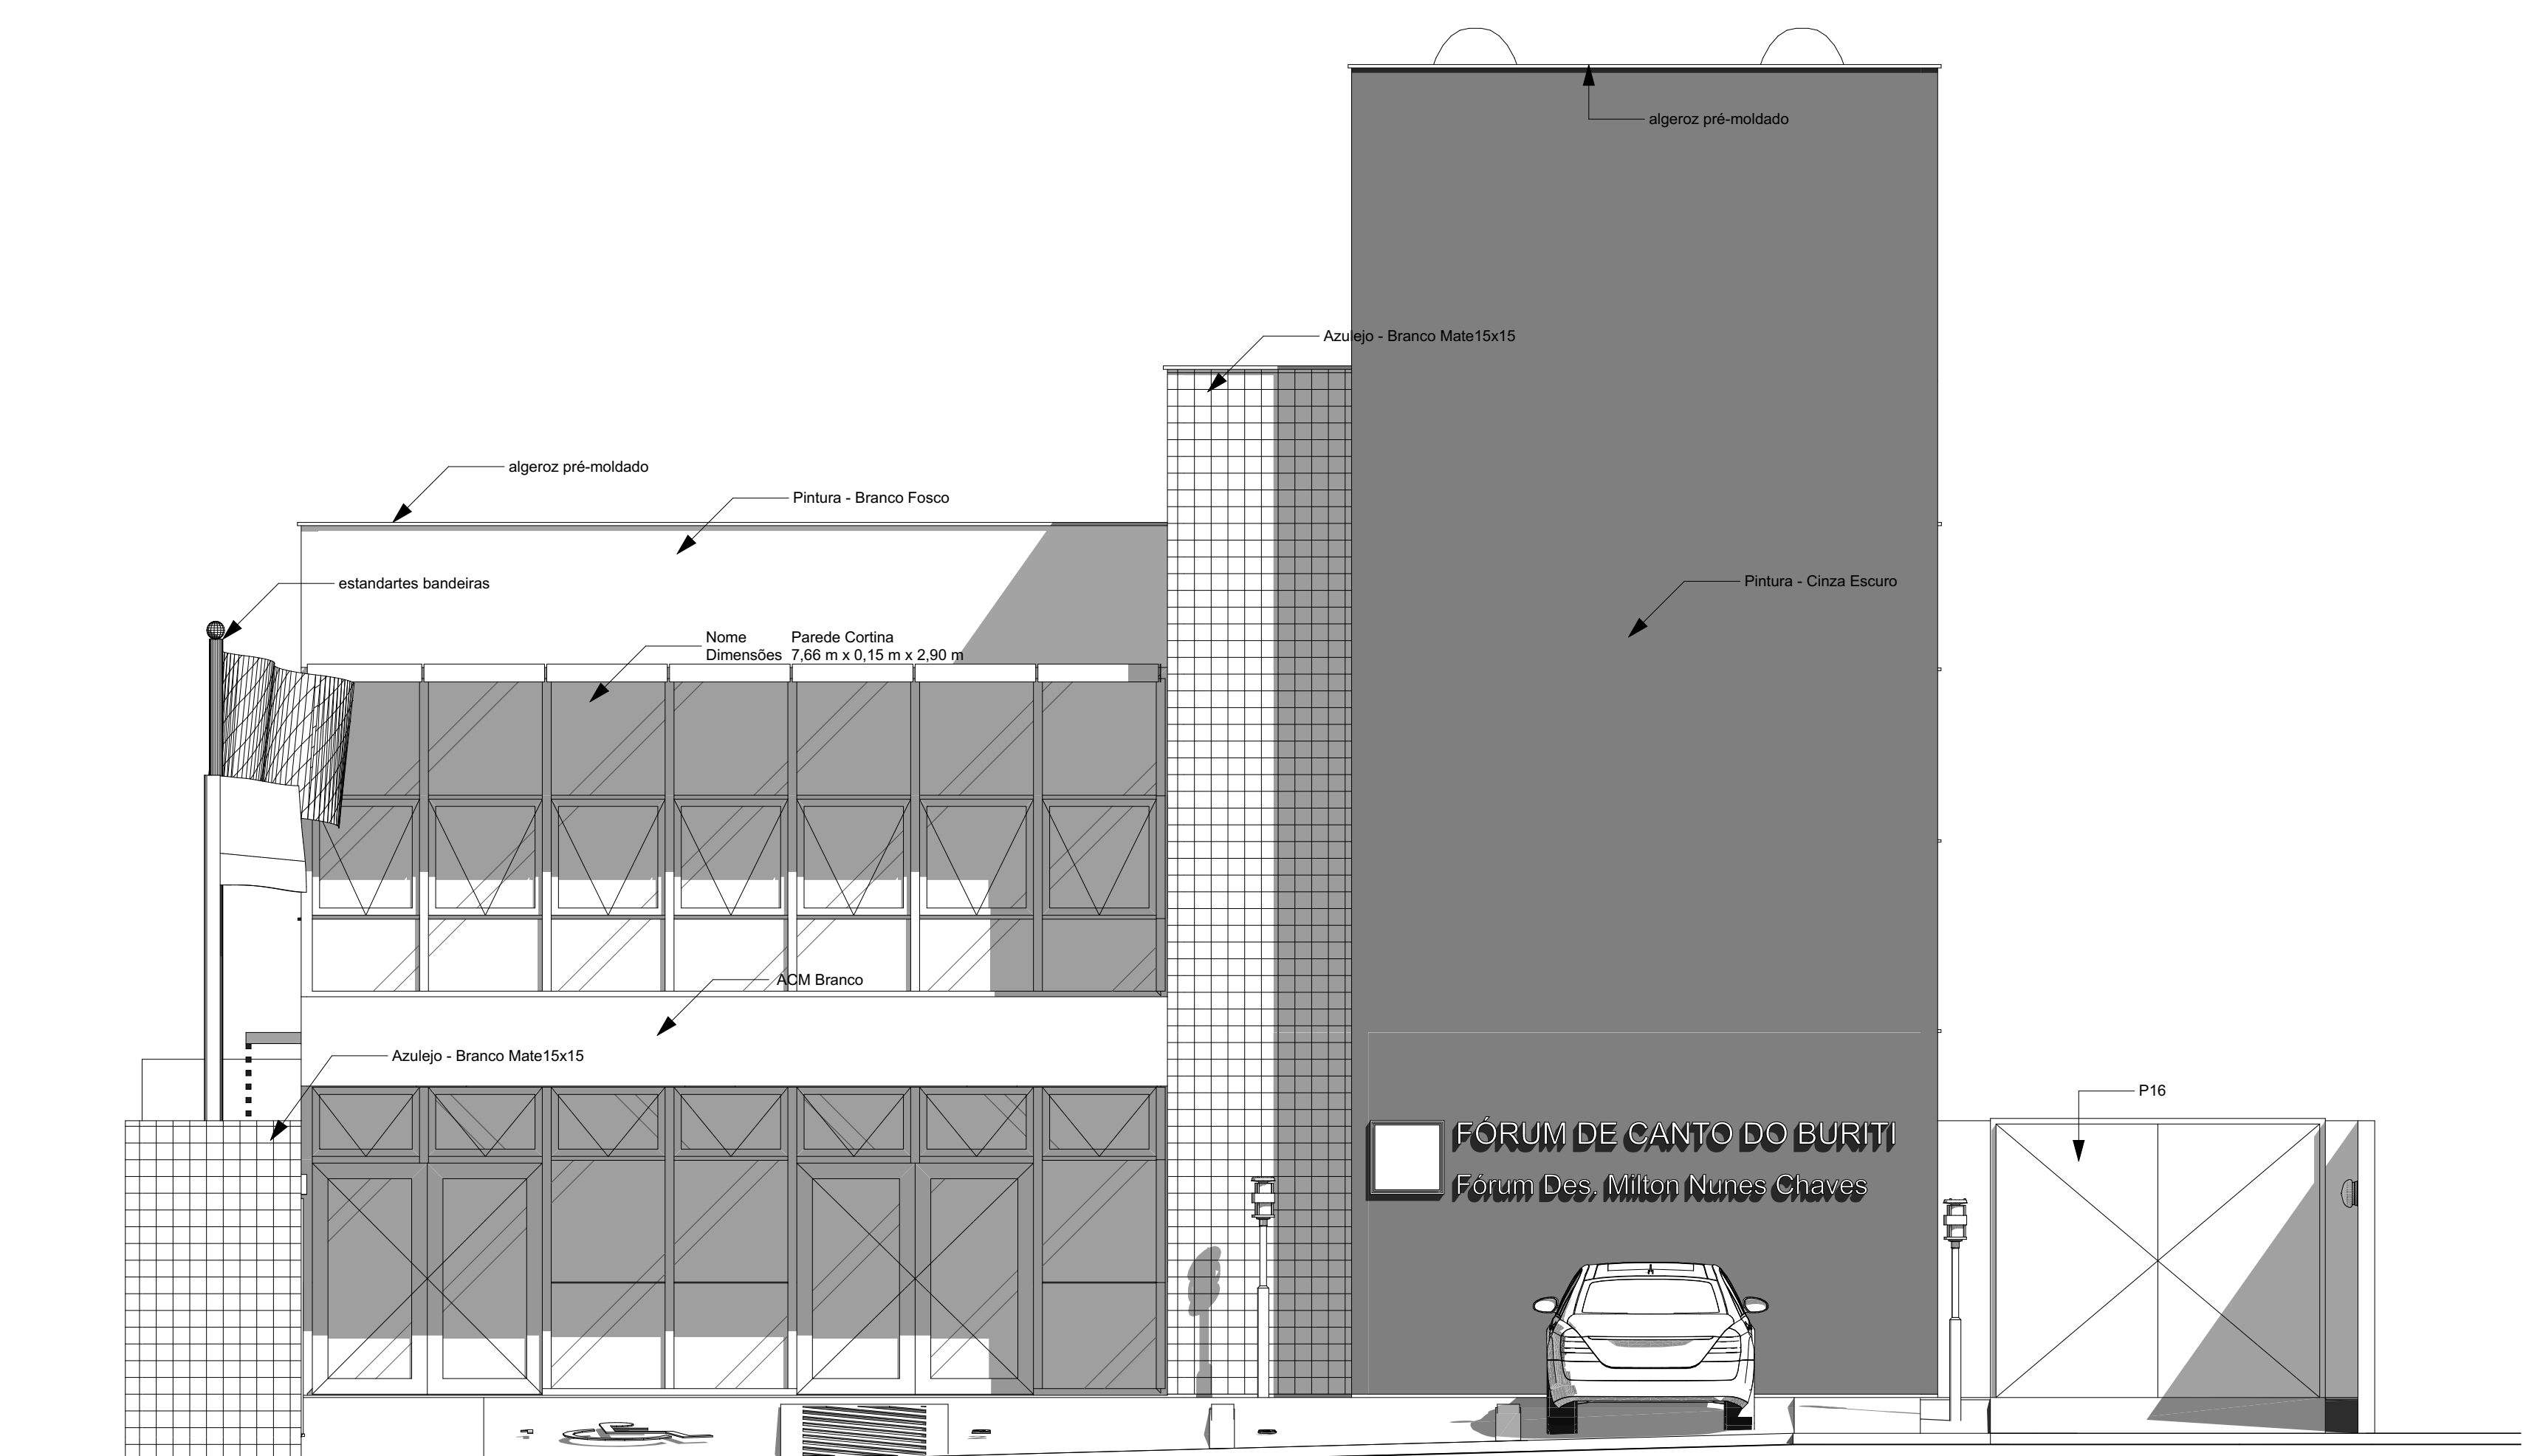 algeroz pré-moldado
Azulejo - Branco Mate15x15
algeroz pré-moldado
Pintura - Branco Fosco
estandartes bandeiras
Pintura - Cinza Escuro
Nome Parede Cortina
Dimensões 7,66 m x 0,15 m x 2,90 m
ACM Branco
Azulejo - Branco Mate15x15
P16
FÓRUM DE CANTO DO BURITI
Fórum Des. Milton Nunes Chaves